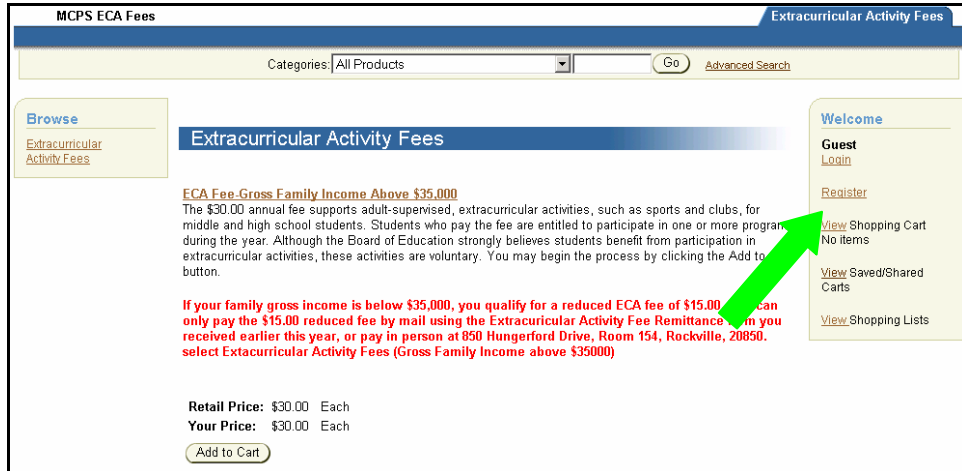 MCPS ECA Fees
Extracurricular Activity Fees
Categories: All Products Go Advanced Search
Browse
Extracurricular
Activity Fees
Extracurricular Activity Fees
ECA Fee-Gross Family Income Above $35,000
The $30.00 annual fee supports adult-supervised, extracurricular activities, such as sports and clubs, for
middle and high school students. Students who pay the fee are entitled to participate in one or more program
during the year. Although the Board of Education strongly believes students benefit from participation in
extracurricular activities, these activities are voluntary. You may begin the process by clicking the Add to
button.
If your family gross income is below $35,000, you qualify for a reduced ECA fee of $15.00 can
only pay the $15.00 reduced fee by mail using the Extracuricular Activity Fee Remittance you
received earlier this year, or pay in person at 850 Hungerford Drive, Room 154, Rockville, 20850.
select Extacurricular Activity Fees (Gross Family Income above $35000)
Retail Price: $30.00 Each
Your Price: $30.00 Each
Add to Cart
Welcome
Guest
Login
Register
View Shopping Cart
No items
View Saved/Shared
Carts
View Shopping Lists